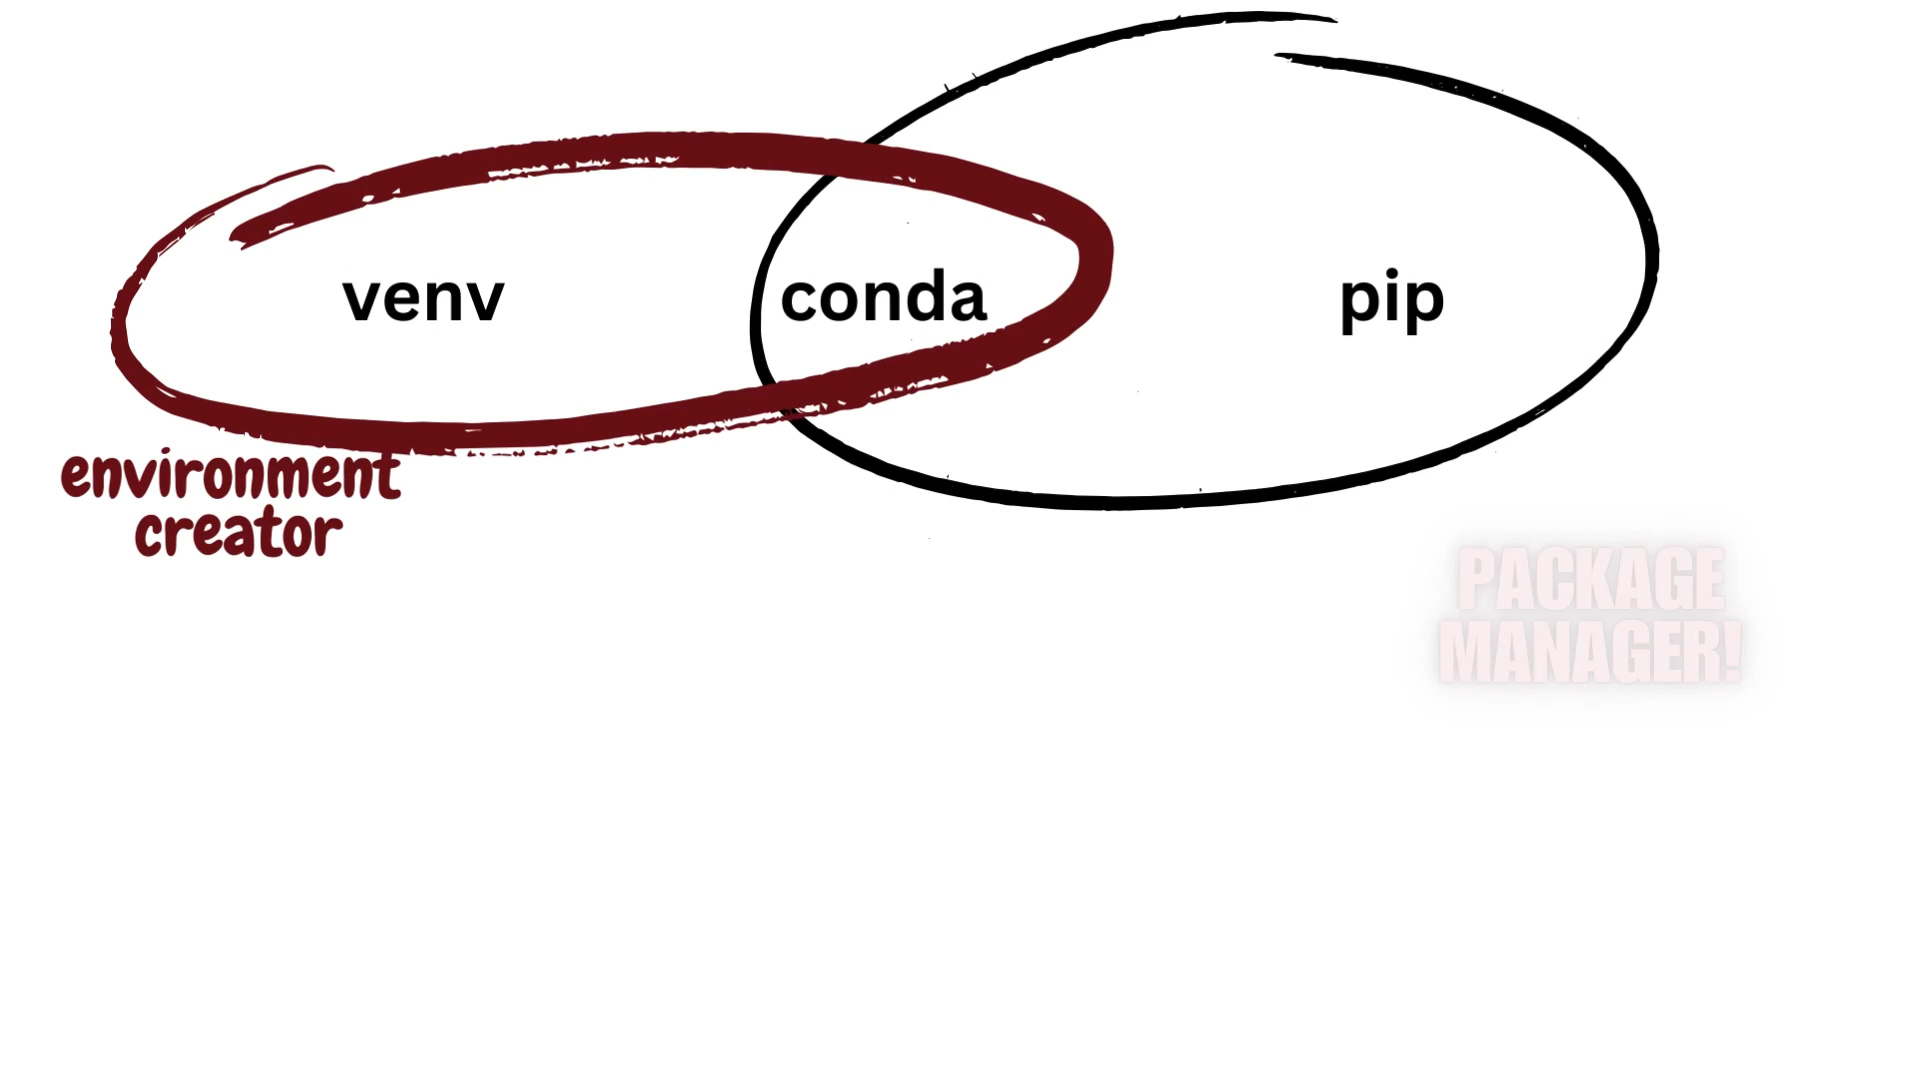 venv conda pip
environment
creator
PACKAGE
MANAGER!